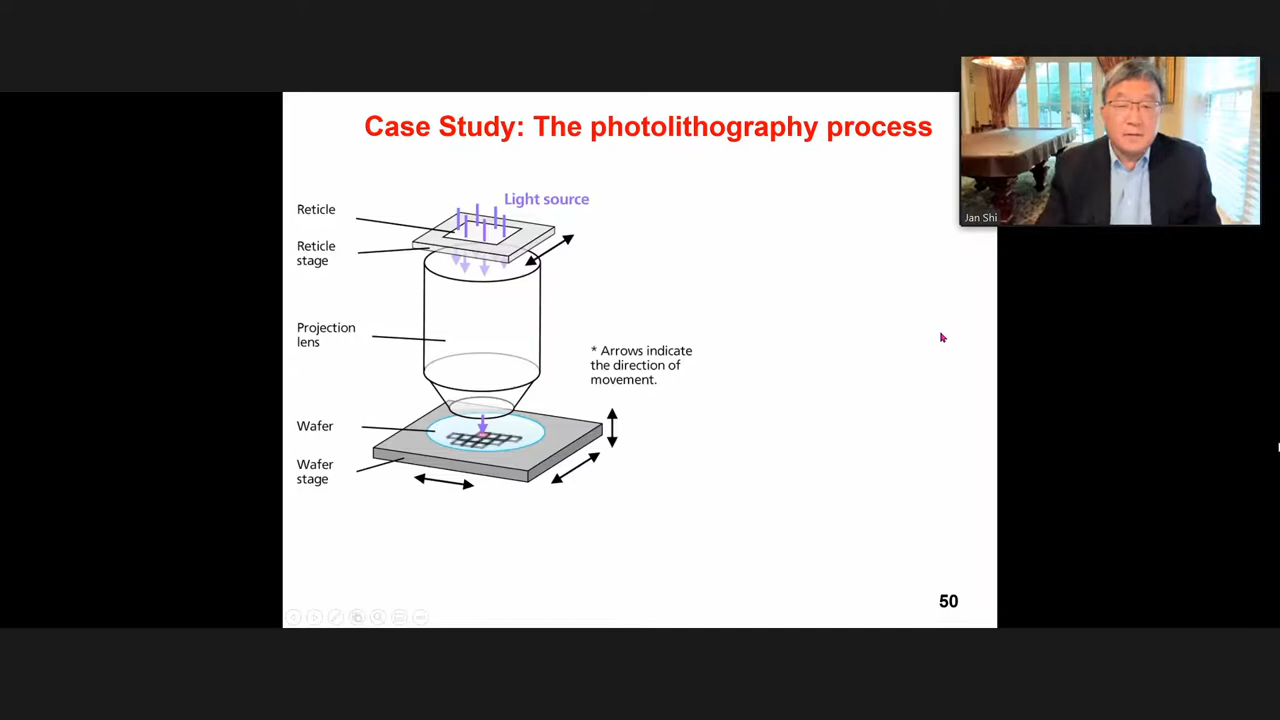 Case Study: The photolithography process
Light source
Reticle
Reticle
stage
Projection
lens
* Arrows indicate
the direction of
movement.
Wafer
Wafer
stage
50
Jan Shi